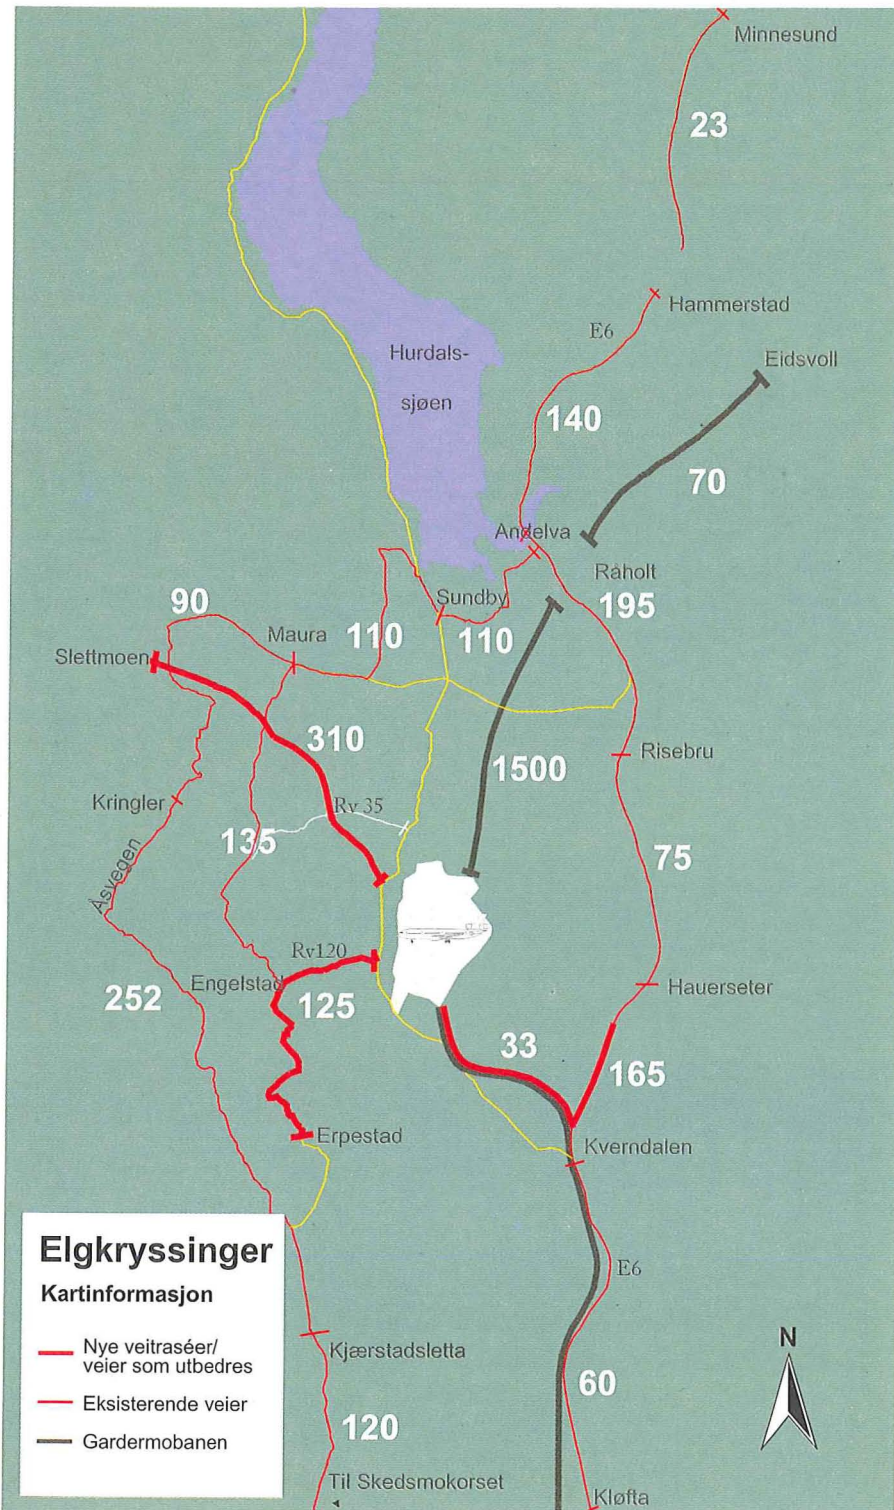 Minnesund
23
Hammerstad
E6
Hurdals-
sjøen
Eidsvoll
140
70
Andelva
Råholt
90
Sundby
195
Maura
110
110
Slettmoen
310
Risebru
1500
Kringler
Rv 35
135
75
Åsvegen
Rv120
Engelstad
Hauerseter
252
125
33
165
Erpestad
Kverndalen
E6
Elgkryssinger
Kartinformasjon
Nye veitraséer/
veier som utbedres
Eksisterende veier
Gardermobanen
Kjærstadsletta
N
60
120
Til Skedsmokorset
Kløfta